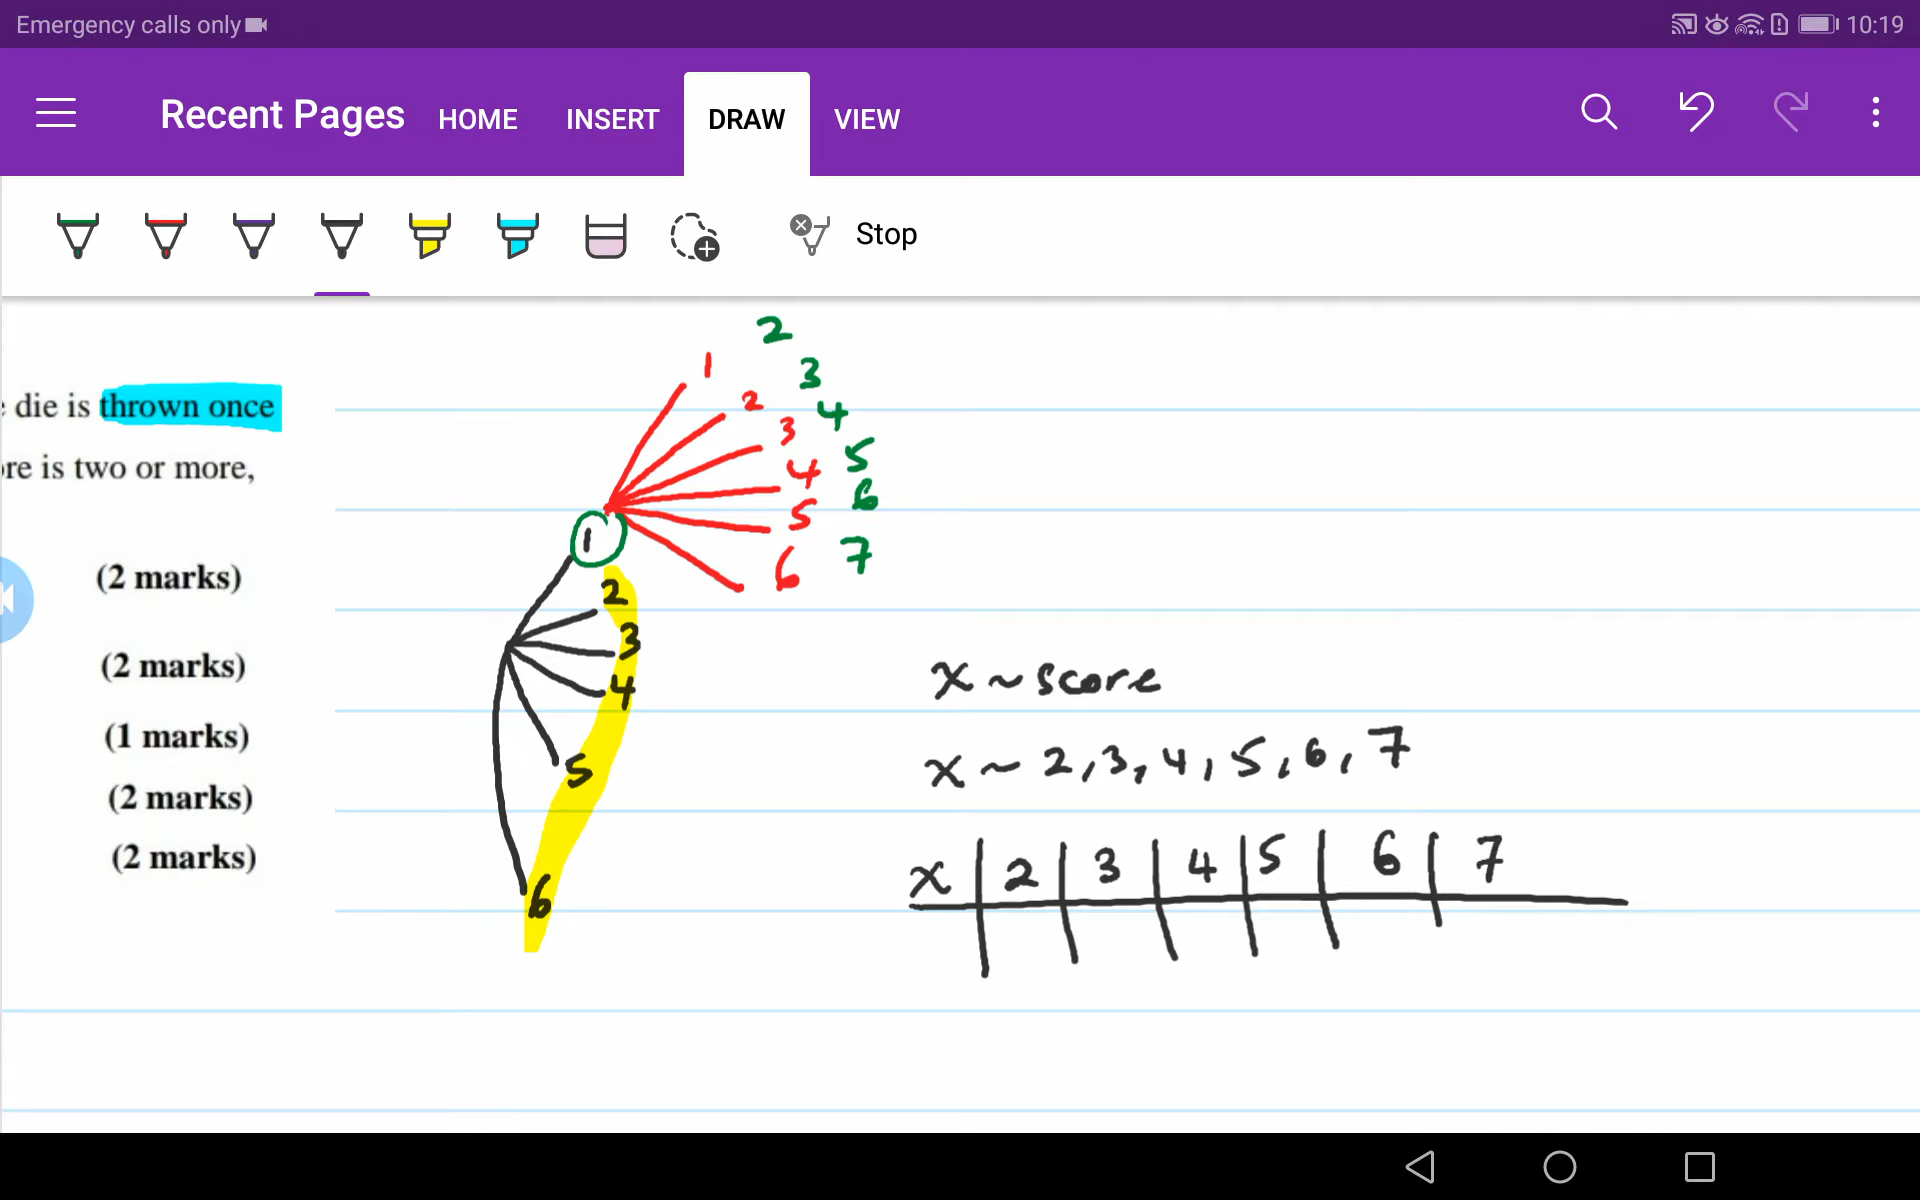 Emergency calls only
10:19
Recent Pages HOME INSERT DRAW VIEW
Stop
die is thrown once
re is two or more,
(2 marks)
(2 marks)
(1 marks)
(2 marks)
(2 marks)
2
1 3
2 4
3 5
4 6
5 7
6
1
2
3
4
5
6
x ~ score
x ~ 2, 3, 4, 5, 6, 7
x 2 3 4 5 6 7